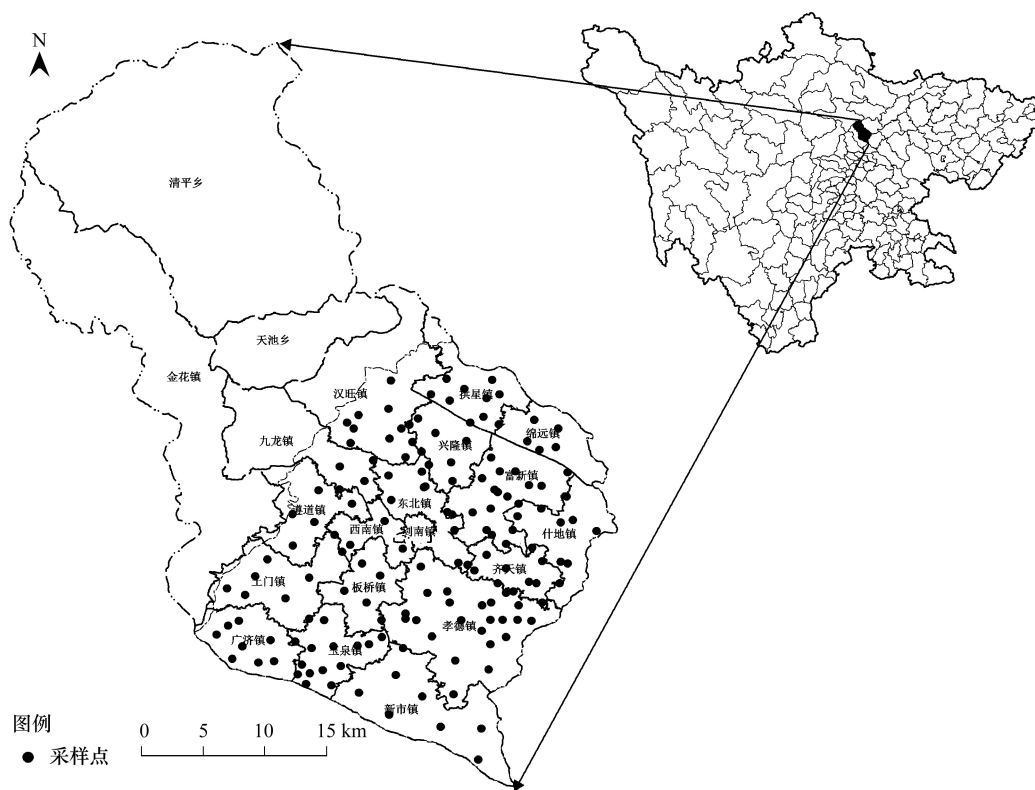 N
清平乡
天池乡
金花镇
汉旺镇
拱星镇
九龙镇
绵远镇
兴隆镇
富新镇
东北镇
遵道镇
西南镇
剑南镇
什地镇
齐天镇
土门镇
板桥镇
孝德镇
广济镇
玉泉镇
新市镇
图例
采样点
0 5 10 15 km